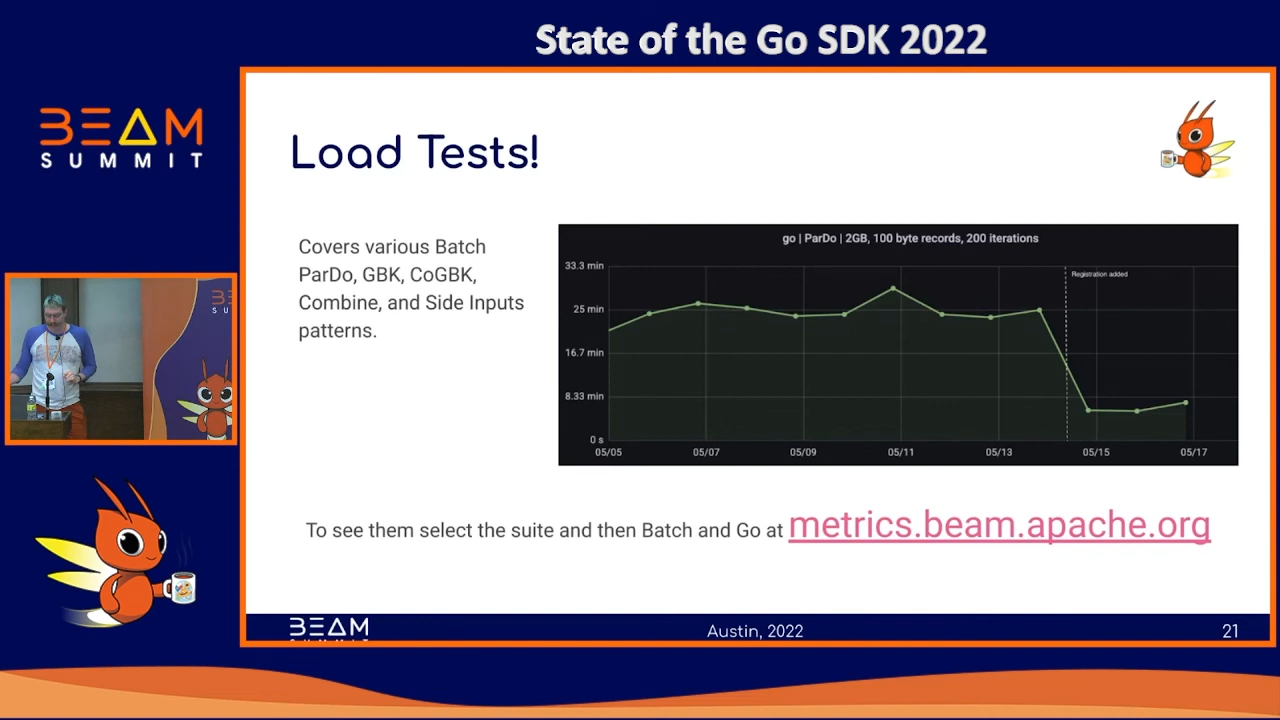 State of the Go SDK 2022
BEAM
SUMMIT
Load Tests!
Covers various Batch
ParDo, GBK, CoGBK,
Combine, and Side Inputs
patterns.
go | ParDo | 2GB, 100 byte records, 200 iterations
33.3 min
25 min
16.7 min
8.33 min
0 s
Registration added
05/05
05/07
05/09
05/11
05/13
05/15
05/17
To see them select the suite and then Batch and Go at metrics.beam.apache.org
BEAM
Austin, 2022
21